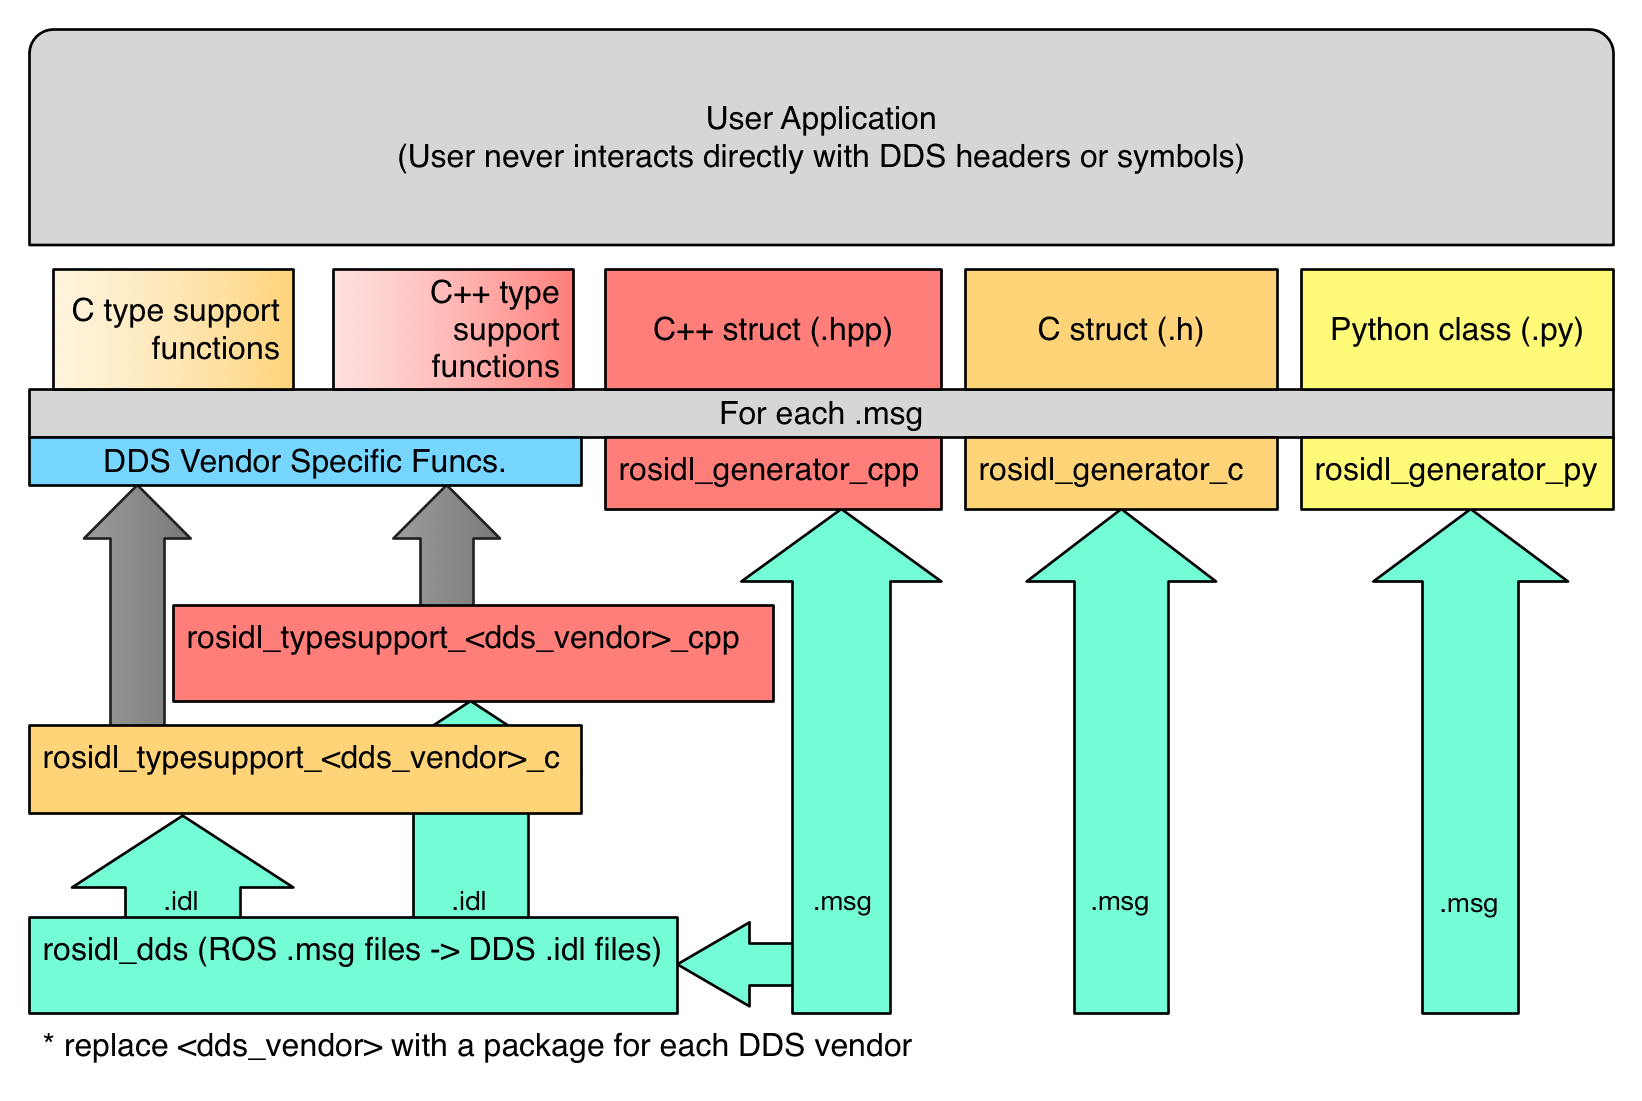 User Application
(User never interacts directly with DDS headers or symbols)
C type support
functions
C++ type
support
functions
C++ struct (.hpp)
C struct (.h)
Python class (.py)
For each .msg
DDS Vendor Specific Funcs.
rosidl_generator_cpp
rosidl_generator_c
rosidl_generator_py
rosidl_typesupport_<dds_vendor>_cpp
rosidl_typesupport_<dds_vendor>_c
.idl
.idl
.msg
.msg
.msg
rosidl_dds (ROS .msg files -> DDS .idl files)
* replace <dds_vendor> with a package for each DDS vendor